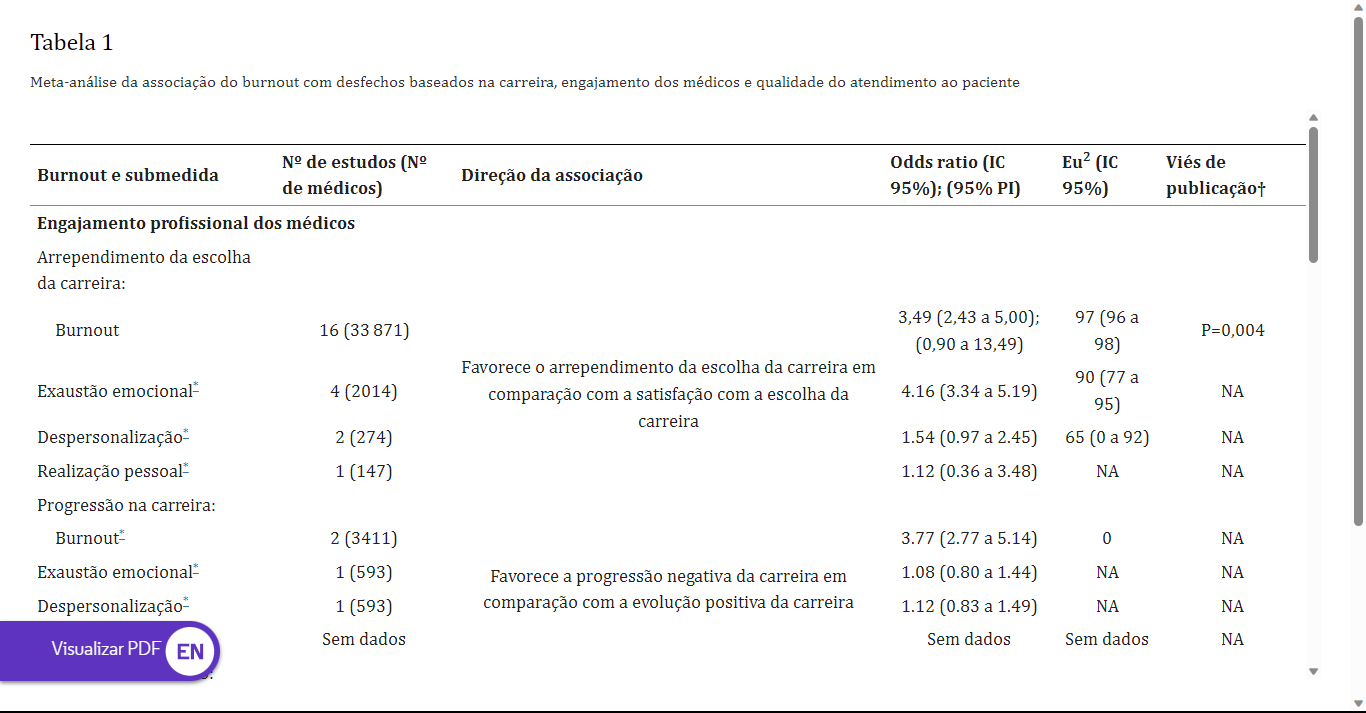 Tabela 1
Meta-análise da associação do burnout com desfechos baseados na carreira, engajamento dos médicos e qualidade do atendimento ao paciente
Burnout e submedida
Nº de estudos (Nº
de médicos)
Direção da associação
Odds ratio (IC
95%); (95% PI)
Eu² (IC
95%)
Viés de
publicação†
Engajamento profissional dos médicos
Arrependimento da escolha
da carreira:
Burnout
16 (33 871)
Favorece o arrependimento da escolha da carreira em
comparação com a satisfação com a escolha da
carreira
3,49 (2,43 a 5,00);
(0,90 a 13,49)
97 (96 a
98)
P=0,004
Exaustão emocional*
4 (2014)
4.16 (3.34 a 5.19)
90 (77 a
95)
NA
Despersonalização*
2 (274)
1.54 (0.97 a 2.45)
65 (0 a 92)
NA
Realização pessoal*
1 (147)
1.12 (0.36 a 3.48)
NA
NA
Progressão na carreira:
Burnout*
2 (3411)
Favorece a progressão negativa da carreira em
comparação com a evolução positiva da carreira
3.77 (2.77 a 5.14)
0
NA
Exaustão emocional*
1 (593)
1.08 (0.80 a 1.44)
NA
NA
Despersonalização*
1 (593)
1.12 (0.83 a 1.49)
NA
NA
Sem dados
Sem dados
Sem dados
NA
Visualizar PDF EN